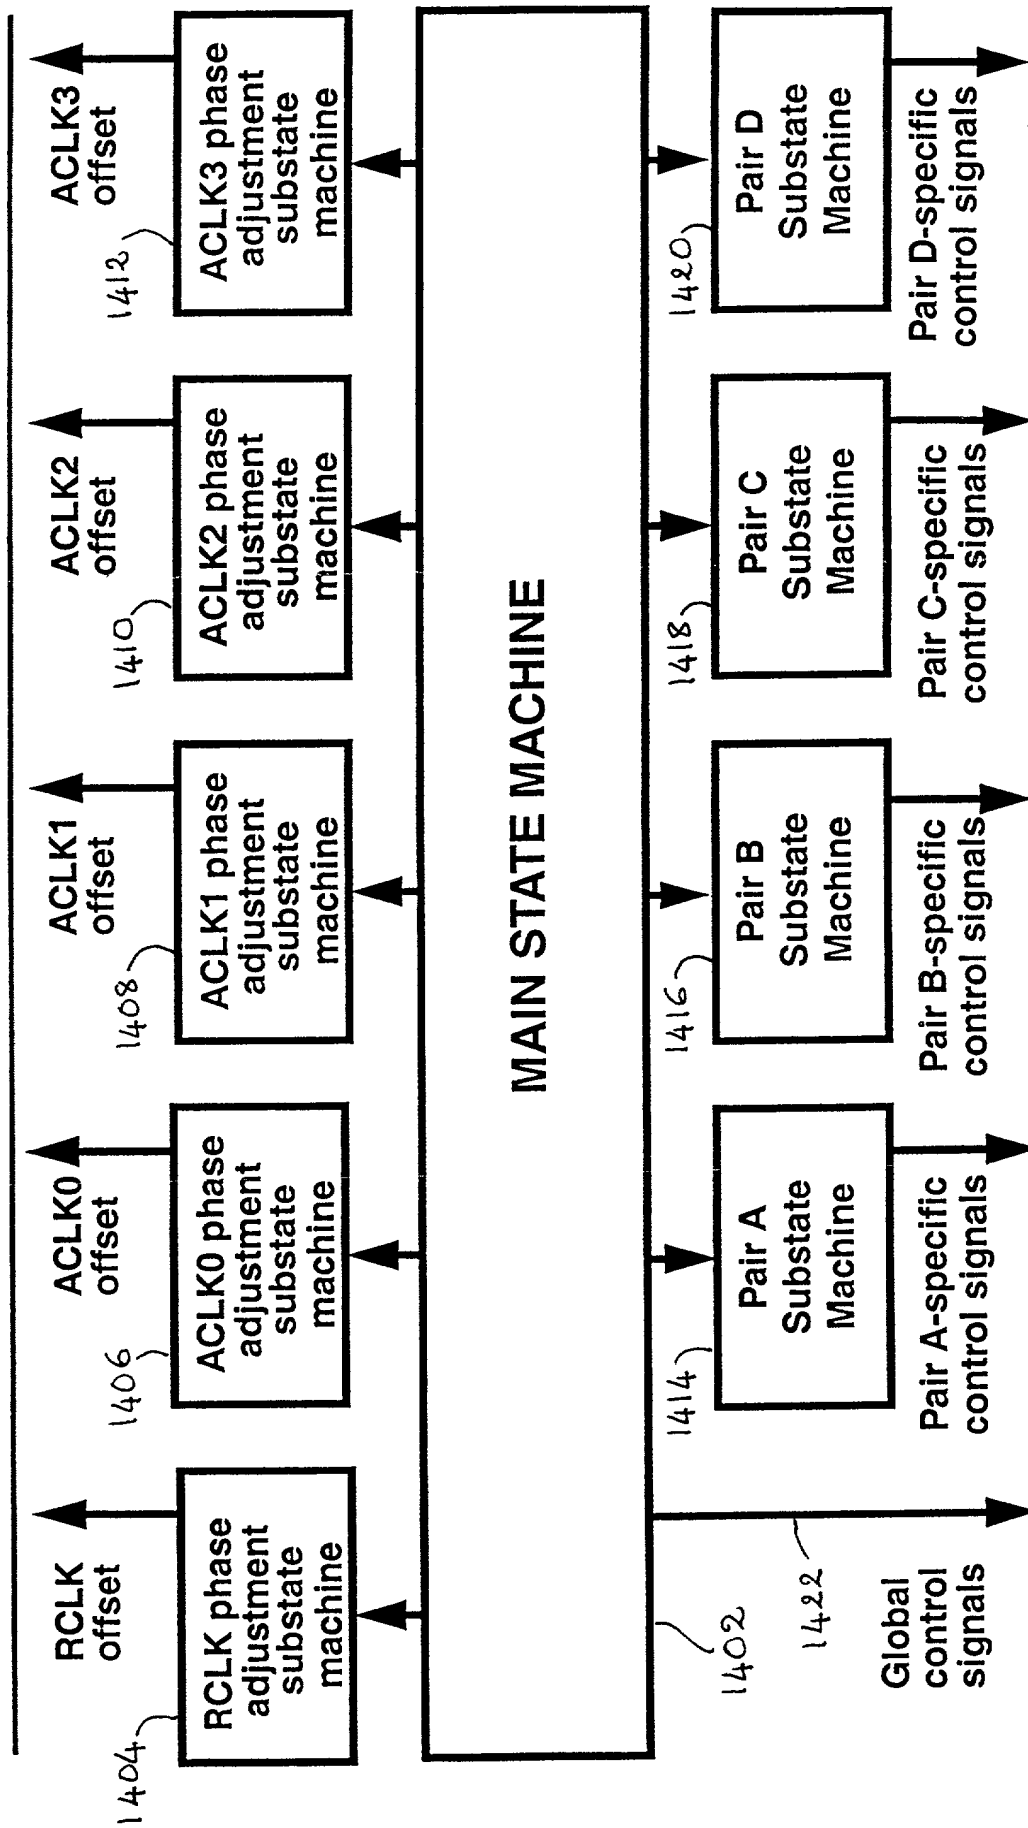 RCLK
offset
ACLK0
offset
ACLK1
offset
ACLK2
offset
ACLK3
offset
1404
RCLK phase
adjustment
substate
machine
1406
ACLK0 phase
adjustment
substate
machine
1408
ACLK1 phase
adjustment
substate
machine
1410
ACLK2 phase
adjustment
substate
machine
1412
ACLK3 phase
adjustment
substate
machine
MAIN STATE MACHINE
1402
1422
Global
control
signals
1414
Pair A
Substate
Machine
Pair A-specific
control signals
1416
Pair B
Substate
Machine
Pair B-specific
control signals
1418
Pair C
Substate
Machine
Pair C-specific
control signals
1420
Pair D
Substate
Machine
Pair D-specific
control signals